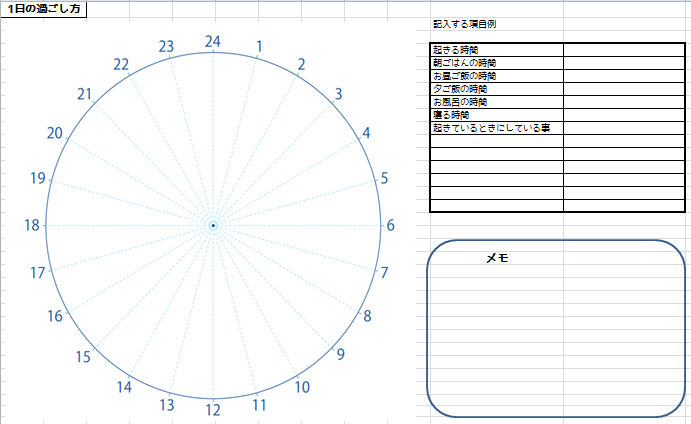 1日の過ごし方
記入する項目例
起きる時間
朝ごはんの時間
お昼ご飯の時間
夕ご飯の時間
お風呂の時間
寝る時間
起きているときにしている事
メモ
24
1
2
3
4
5
6
7
8
9
10
11
12
13
14
15
16
17
18
19
20
21
22
23